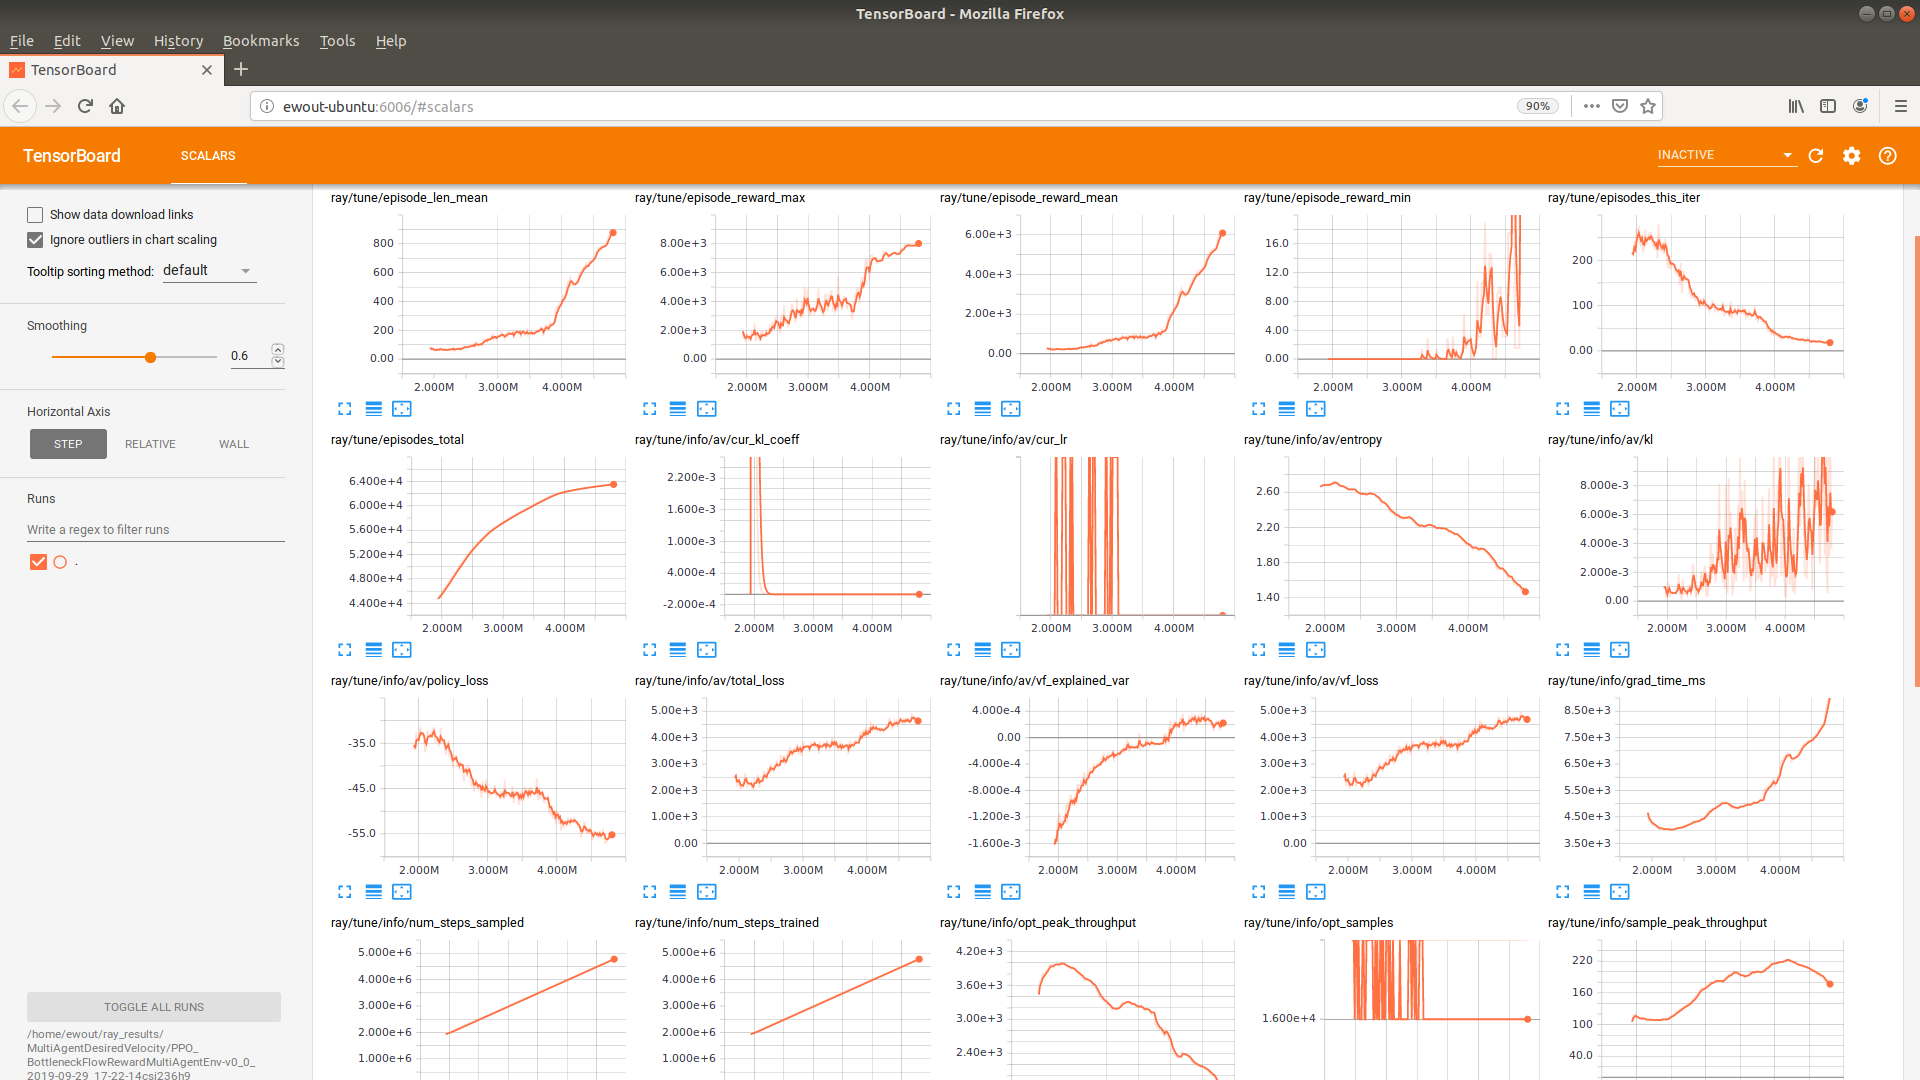 TensorBoard - Mozilla Firefox
File Edit View History Bookmarks Tools Help
TensorBoard
ewout-ubuntu:6006/#scalars 90%
TensorBoard SCALARS INACTIVE
Show data download links
Ignore outliers in chart scaling
Tooltip sorting method: default
Smoothing
0.6
Horizontal Axis
STEP RELATIVE WALL
Runs
Write a regex to filter runs
.
TOGGLE ALL RUNS
/home/ewout/ray_results/
MultiAgentDesiredVelocity/PPO_
BottleneckFlowRewardMultiAgentEnv-v0_0_
2019-09-29_17-22-14csi236h9
ray/tune/episode_len_mean
800
600
400
200
0.00
2.000M 3.000M 4.000M
ray/tune/episode_reward_max
8.00e+3
6.00e+3
4.00e+3
2.00e+3
0.00
2.000M 3.000M 4.000M
ray/tune/episode_reward_mean
6.00e+3
4.00e+3
2.00e+3
0.00
2.000M 3.000M 4.000M
ray/tune/episode_reward_min
16.0
12.0
8.00
4.00
0.00
2.000M 3.000M 4.000M
ray/tune/episodes_this_iter
200
100
0.00
2.000M 3.000M 4.000M
ray/tune/episodes_total
6.400e+4
6.000e+4
5.600e+4
5.200e+4
4.800e+4
4.400e+4
2.000M 3.000M 4.000M
ray/tune/info/av/cur_kl_coeff
2.200e-3
1.600e-3
1.000e-3
4.000e-4
-2.000e-4
2.000M 3.000M 4.000M
ray/tune/info/av/cur_lr
2.000M 3.000M 4.000M
ray/tune/info/av/entropy
2.60
2.20
1.80
1.40
2.000M 3.000M 4.000M
ray/tune/info/av/kl
8.000e-3
6.000e-3
4.000e-3
2.000e-3
0.00
2.000M 3.000M 4.000M
ray/tune/info/av/policy_loss
-35.0
-45.0
-55.0
2.000M 3.000M 4.000M
ray/tune/info/av/total_loss
5.00e+3
4.00e+3
3.00e+3
2.00e+3
1.00e+3
0.00
2.000M 3.000M 4.000M
ray/tune/info/av/vf_explained_var
4.000e-4
0.00
-4.000e-4
-8.000e-4
-1.200e-3
-1.600e-3
2.000M 3.000M 4.000M
ray/tune/info/av/vf_loss
5.00e+3
4.00e+3
3.00e+3
2.00e+3
1.00e+3
0.00
2.000M 3.000M 4.000M
ray/tune/info/grad_time_ms
8.50e+3
7.50e+3
6.50e+3
5.50e+3
4.50e+3
3.50e+3
2.000M 3.000M 4.000M
ray/tune/info/num_steps_sampled
5.000e+6
4.000e+6
3.000e+6
2.000e+6
1.000e+6
ray/tune/info/num_steps_trained
5.000e+6
4.000e+6
3.000e+6
2.000e+6
1.000e+6
ray/tune/info/opt_peak_throughput
4.20e+3
3.60e+3
3.00e+3
2.40e+3
ray/tune/info/opt_samples
1.600e+4
ray/tune/info/sample_peak_throughput
220
160
100
40.0